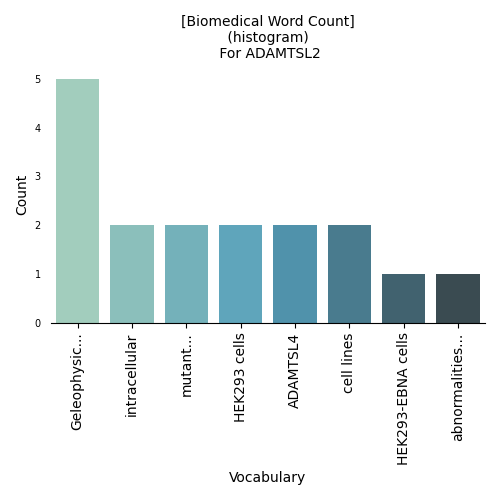 [Biomedical Word Count]
(histogram)
For ADAMTSL2
Count
5
4
3
2
1
0
Geleophysic...
intracellular
mutant...
HEK293 cells
ADAMTSL4
cell lines
HEK293-EBNA cells
abnormalities...
Vocabulary